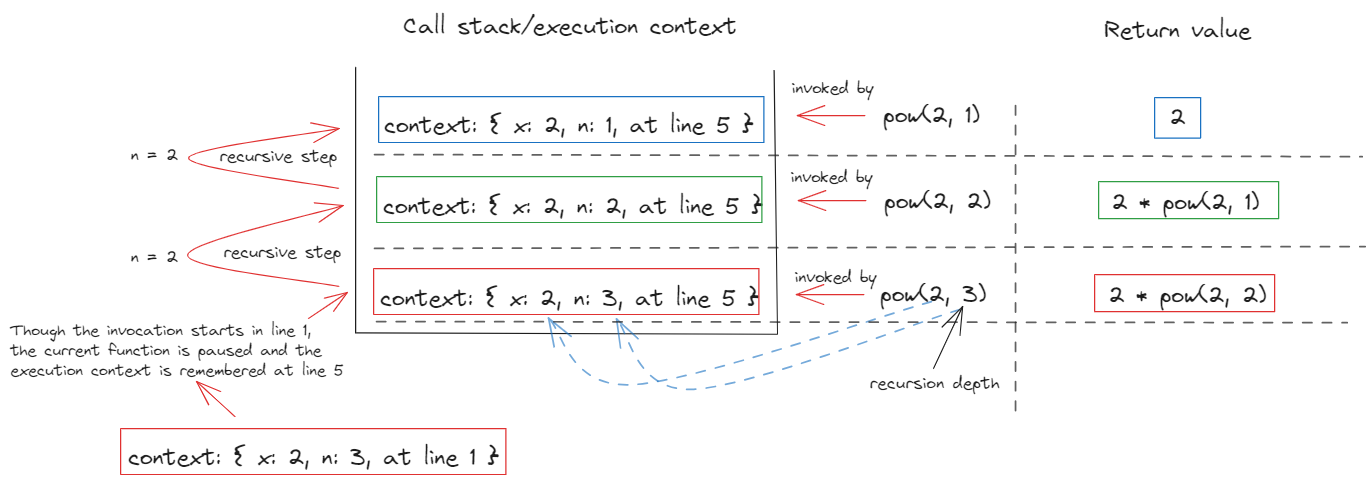 Call stack/execution context
Return value
invoked by
context: { x: 2, n: 1, at line 5 }
pow(2, 1)
2
n = 2
recursive step
invoked by
context: { x: 2, n: 2, at line 5 }
pow(2, 2)
2 * pow(2, 1)
n = 2
recursive step
invoked by
context: { x: 2, n: 3, at line 5 }
pow(2, 3)
2 * pow(2, 2)
Though the invocation starts in line 1,
the current function is paused and the
execution context is remembered at line 5
recursion depth
context: { x: 2, n: 3, at line 1 }